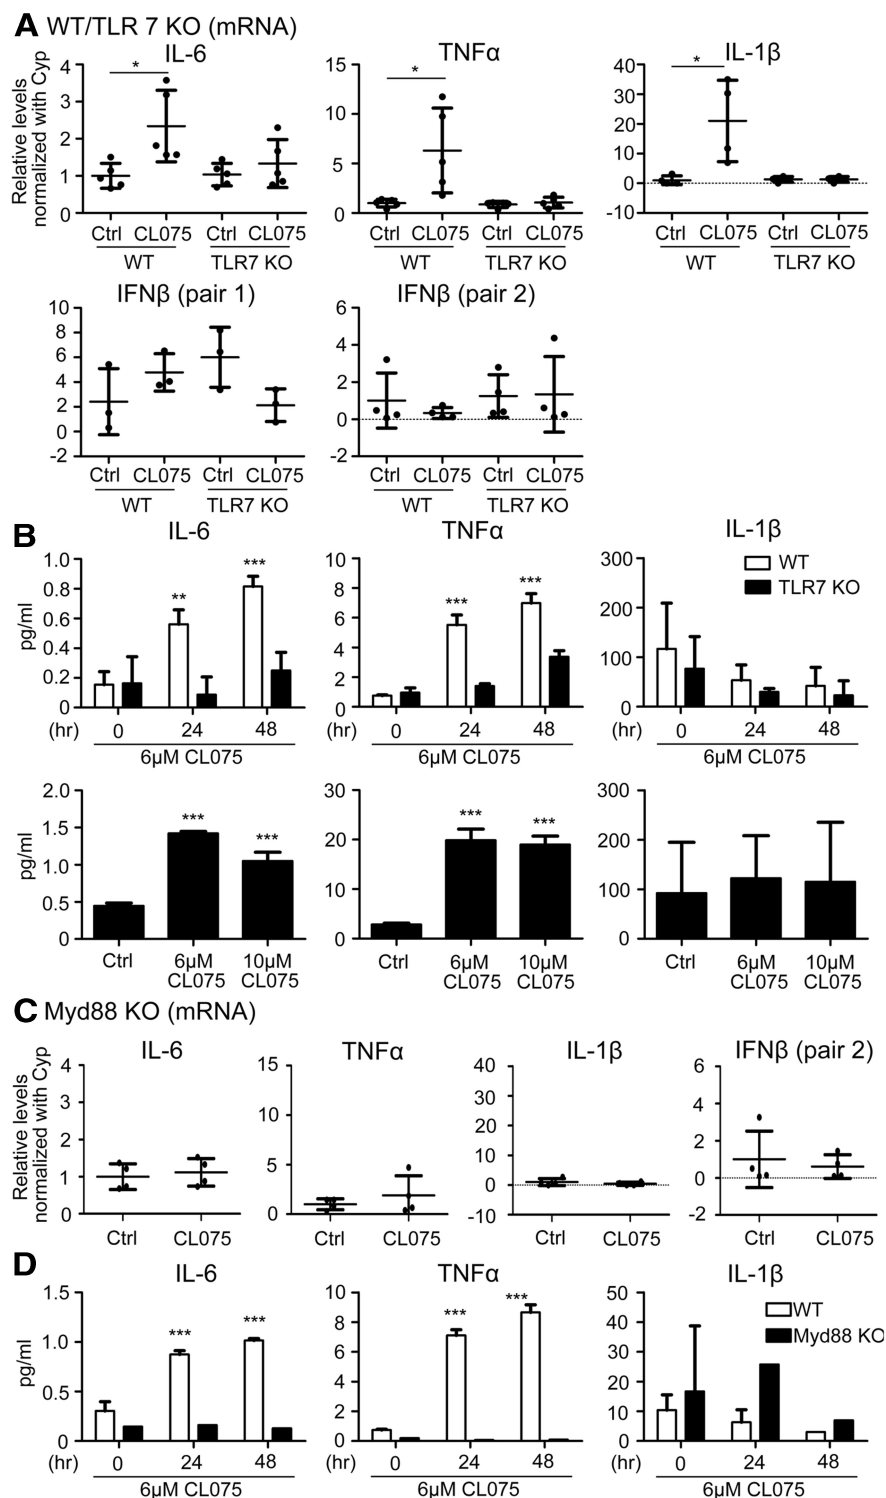 A WT/TLR 7 KO (mRNA)
IL-6 TNFα IL-1β
Relative levels
normalized with Cyp
4 3 2 1 0
*
15 10 5 0
*
40 30 20 10 0 -10
*
Ctrl CL075 Ctrl CL075 Ctrl CL075 Ctrl CL075 Ctrl CL075 Ctrl CL075
WT TLR7 KO WT TLR7 KO WT TLR7 KO
IFNβ (pair 1) IFNβ (pair 2)
10 8 6 4 2 0 -2
6 4 2 0 -2
Ctrl CL075 Ctrl CL075 Ctrl CL075 Ctrl CL075
WT TLR7 KO WT TLR7 KO
B
IL-6 TNFα IL-1β
pg/ml
1.0 0.8 0.6 0.4 0.2 0
** ***
10 8 6 4 2 0
*** ***
300 200 100 0
WT
TLR7 KO
(hr) 0 24 48 (hr) 0 24 48 (hr) 0 24 48
6μM CL075 6μM CL075 6μM CL075
pg/ml
2.0 1.5 1.0 0.5 0
*** ***
30 20 10 0
*** ***
300 200 100 0
Ctrl 6μM 10μM Ctrl 6μM 10μM Ctrl 6μM 10μM
CL075 CL075 CL075 CL075 CL075 CL075
C Myd88 KO (mRNA)
IL-6 TNFα IL-1β IFNβ (pair 2)
Relative levels
normalized with Cyp
4 3 2 1 0
15 10 5 0
40 30 20 10 0 -10
6 4 2 0 -2
Ctrl CL075 Ctrl CL075 Ctrl CL075 Ctrl CL075
D
IL-6 TNFα IL-1β
pg/ml
1.5 1.0 0.5 0
*** ***
10 8 6 4 2 0
*** ***
50 40 30 20 10 0
WT
Myd88 KO
(hr) 0 24 48 (hr) 0 24 48 (hr) 0 24 48
6μM CL075 6μM CL075 6μM CL075